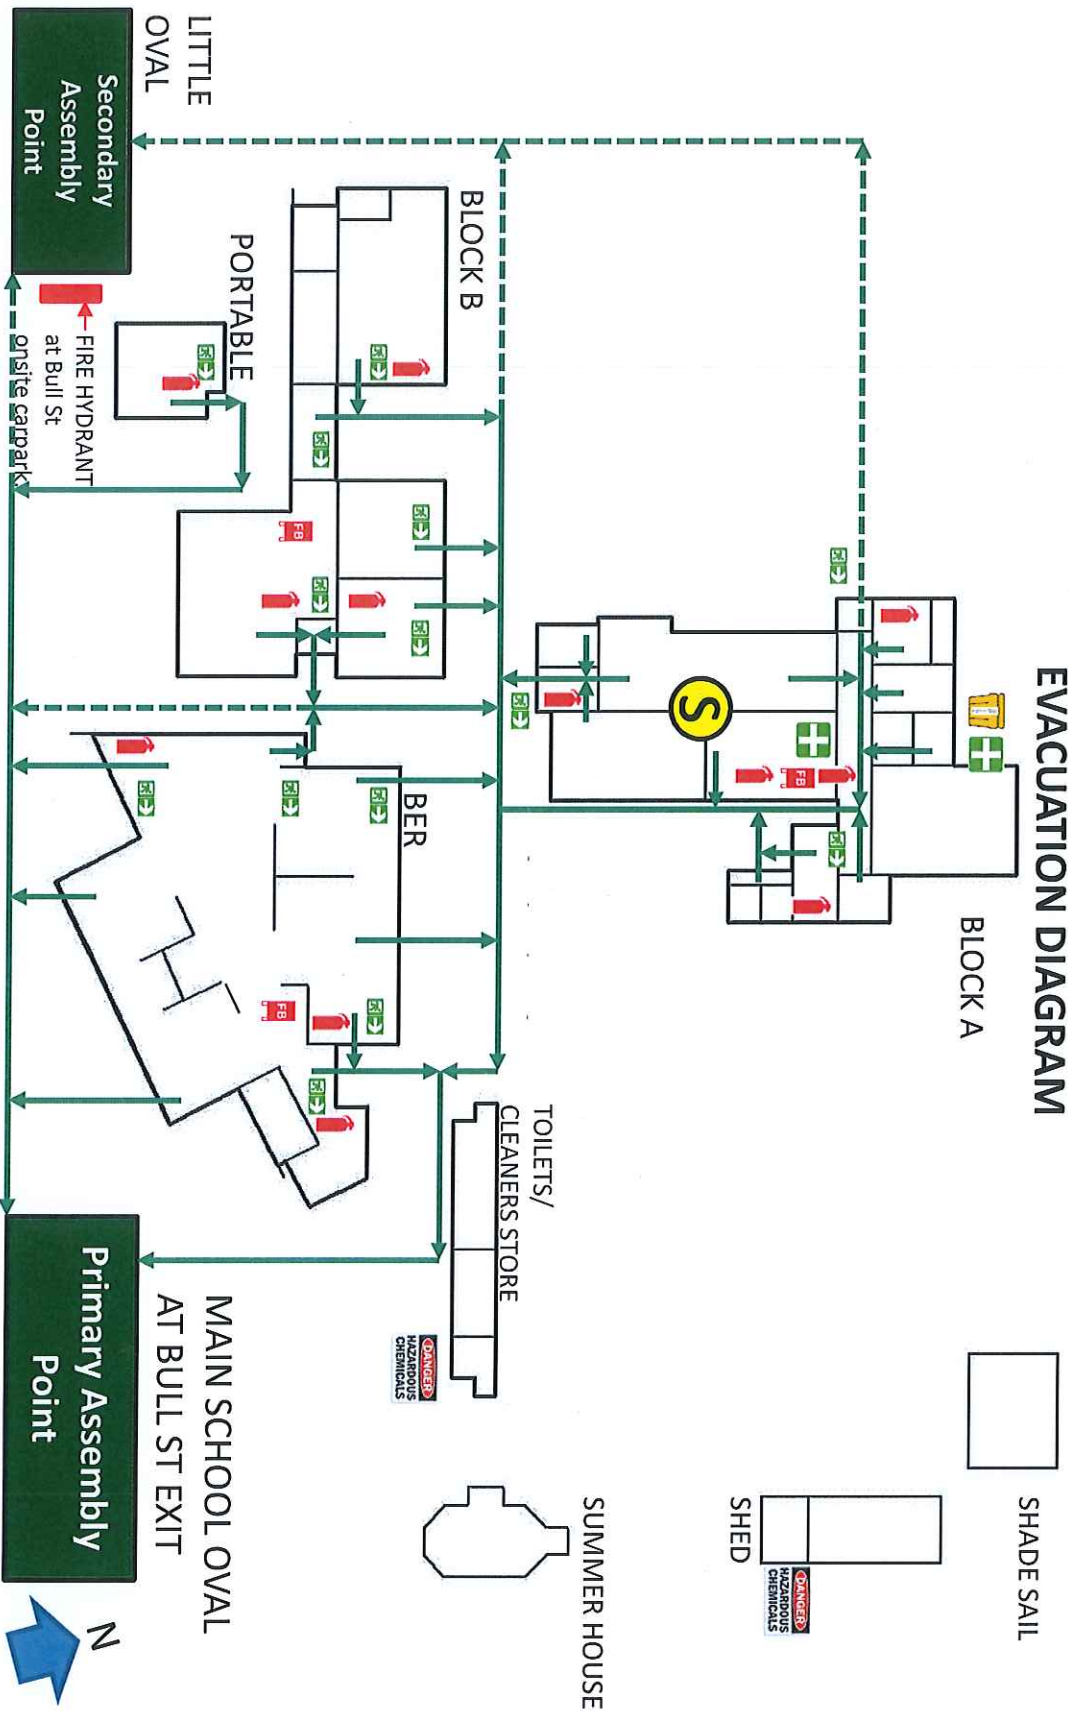 EVACUATION DIAGRAM
BLOCK A
SHADE SAIL
SHED
DANGER
HAZARDOUS
CHEMICALS
SUMMER HOUSE
TOILETS/
CLEANERS STORE
DANGER
HAZARDOUS
CHEMICALS
S
FB
BLOCK B
PORTABLE
FB
BER
FB
LITTLE
OVAL
Secondary
Assembly
Point
FIRE HYDRANT
at Bull St
onsite carpark
MAIN SCHOOL OVAL
AT BULL ST EXIT
Primary Assembly
Point
N